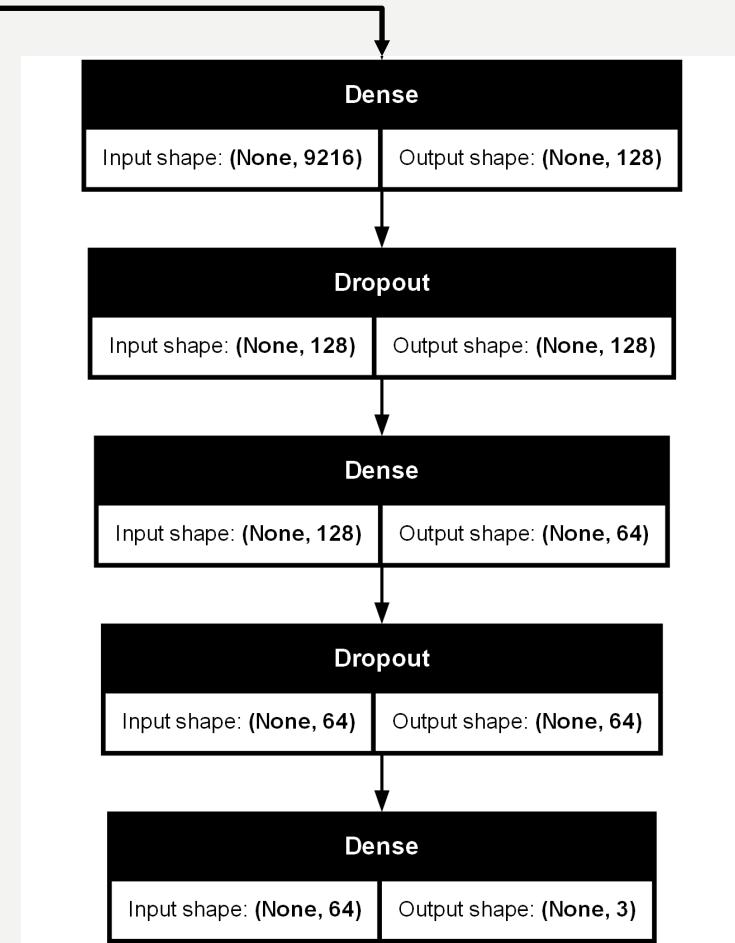 Dense
Input shape: (None, 9216) Output shape: (None, 128)
Dropout
Input shape: (None, 128) Output shape: (None, 128)
Dense
Input shape: (None, 128) Output shape: (None, 64)
Dropout
Input shape: (None, 64) Output shape: (None, 64)
Dense
Input shape: (None, 64) Output shape: (None, 3)